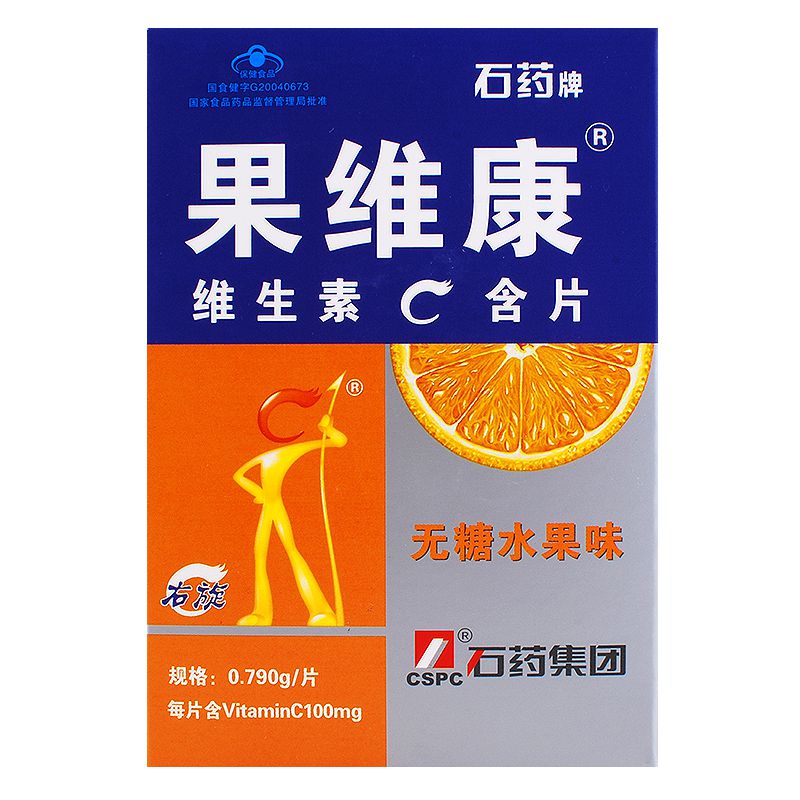 保健食品
国食健字G20040673
国家食品药品监督管理局批准
石药牌
果维康®
维生素C含片
®
无糖水果味
右旋
规格：0.790g/片
每片含VitaminC100mg
®
CSPC 石药集团